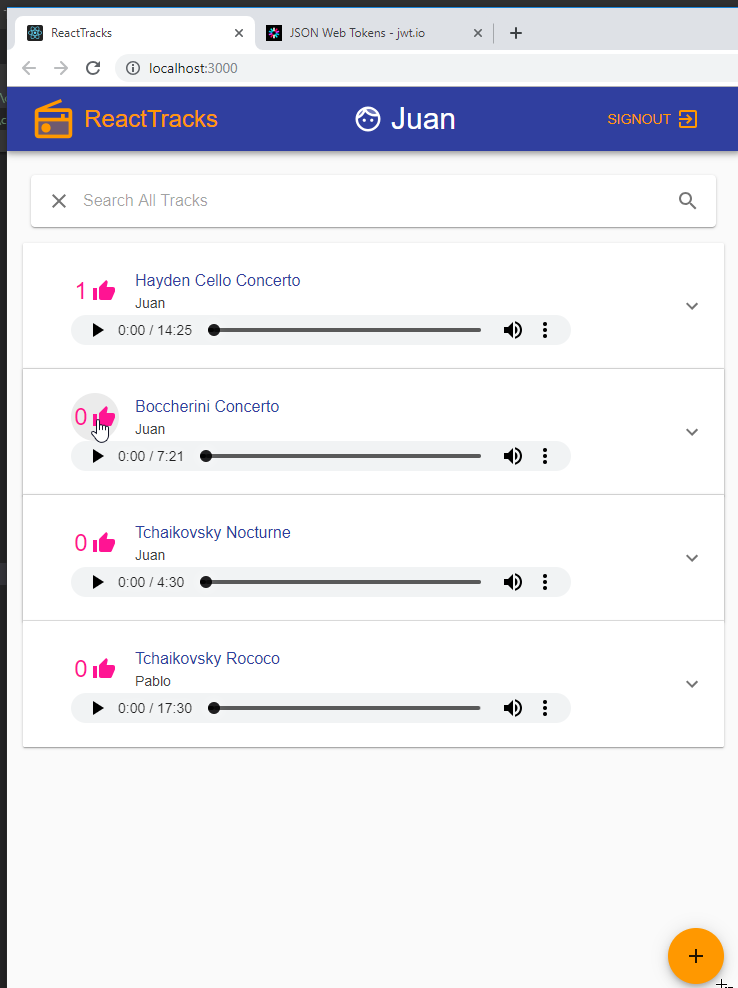 ReactTracks
JSON Web Tokens - jwt.io
localhost:3000
ReactTracks
Juan
SIGNOUT
Search All Tracks
1
Hayden Cello Concerto
Juan
0:00 / 14:25
0
Boccherini Concerto
Juan
0:00 / 7:21
0
Tchaikovsky Nocturne
Juan
0:00 / 4:30
0
Tchaikovsky Rococo
Pablo
0:00 / 17:30